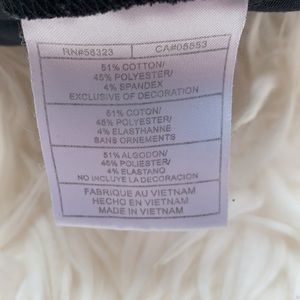 RN#56323 CA#05553
51% COTTON/
45% POLYESTER/
4% SPANDEX
EXCLUSIVE OF DECORATION
51% COTON/
45% POLYESTER/
4% ELASTHANNE
SANS ORNEMENTS
51% ALGODON/
45% POLIESTER/
4% ELASTANO
NO INCLUYE LA DECORACION
FABRIQUE AU VIETNAM
HECHO EN VIETNAM
MADE IN VIETNAM